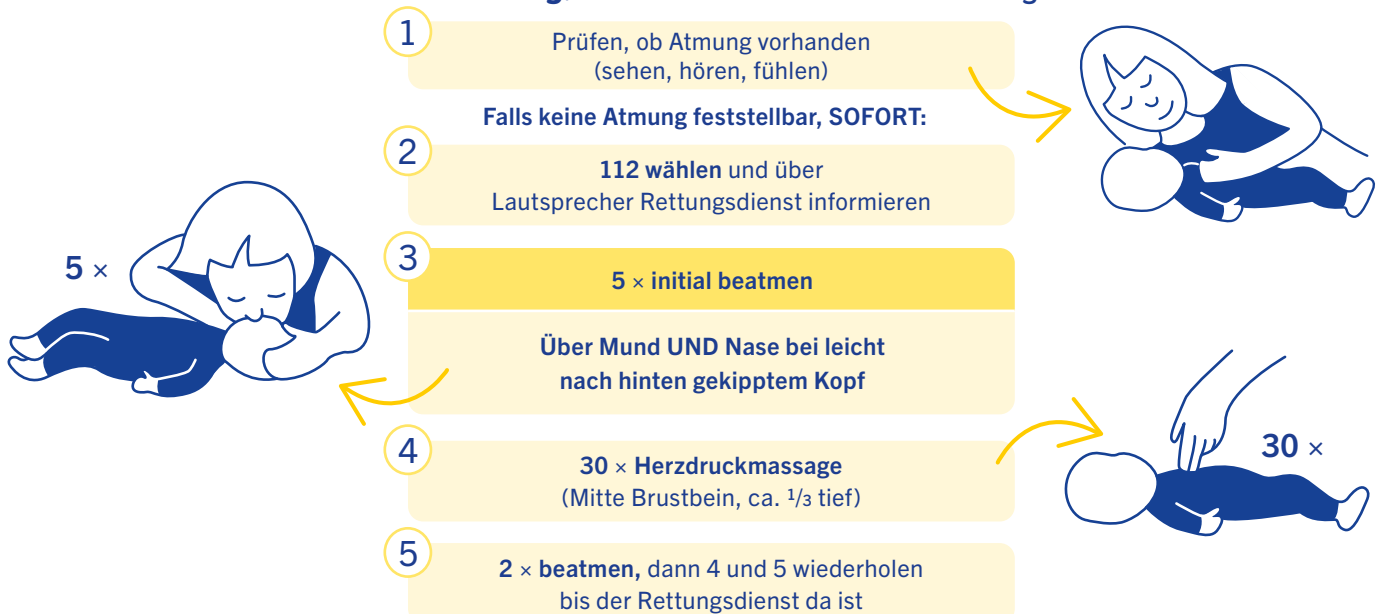 1
Prüfen, ob Atmung vorhanden
(sehen, hören, fühlen)
Falls keine Atmung feststellbar, SOFORT:
2
112 wählen und über
Lautsprecher Rettungsdienst informieren
5 ×
3
5 × initial beatmen
Über Mund UND Nase bei leicht
nach hinten gekipptem Kopf
4
30 × Herzdruckmassage
(Mitte Brustbein, ca. 1/3 tief)
30 ×
5
2 × beatmen, dann 4 und 5 wiederholen
bis der Rettungsdienst da ist